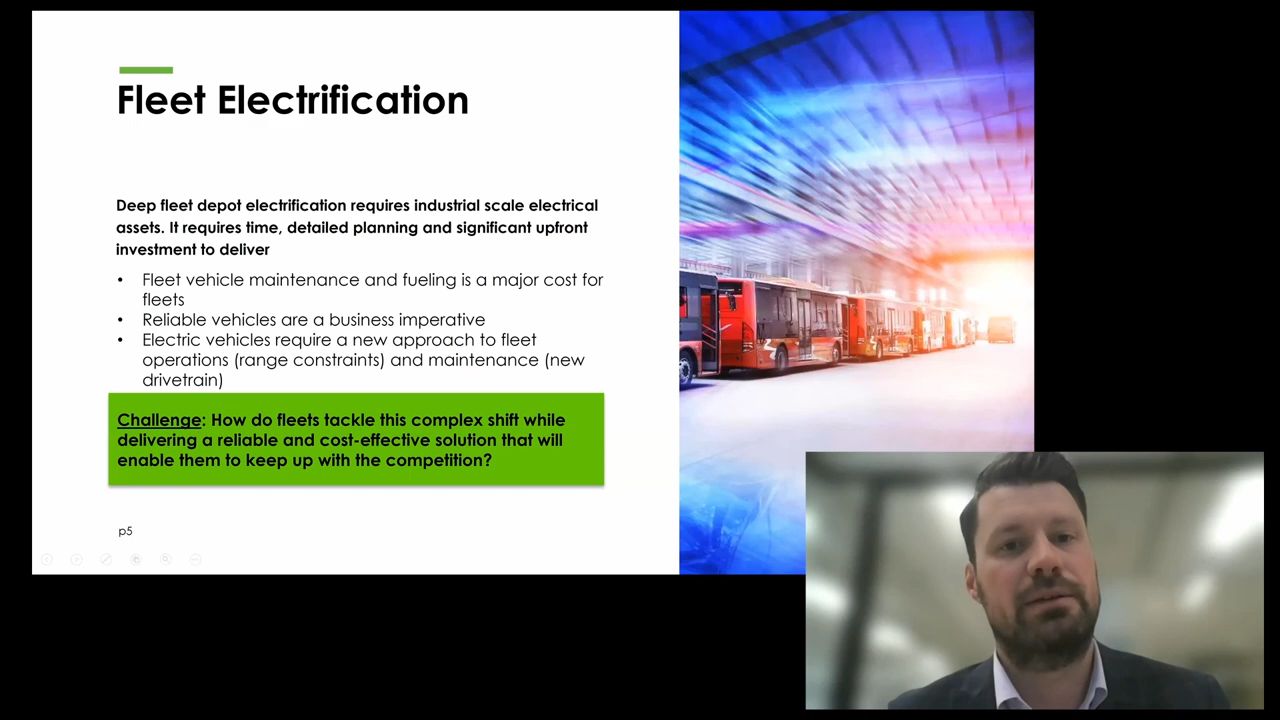 Fleet Electrification
Deep fleet depot electrification requires industrial scale electrical
assets. It requires time, detailed planning and significant upfront
investment to deliver
• Fleet vehicle maintenance and fueling is a major cost for
fleets
• Reliable vehicles are a business imperative
• Electric vehicles require a new approach to fleet
operations (range constraints) and maintenance (new
drivetrain)
Challenge: How do fleets tackle this complex shift while
delivering a reliable and cost-effective solution that will
enable them to keep up with the competition?
p5